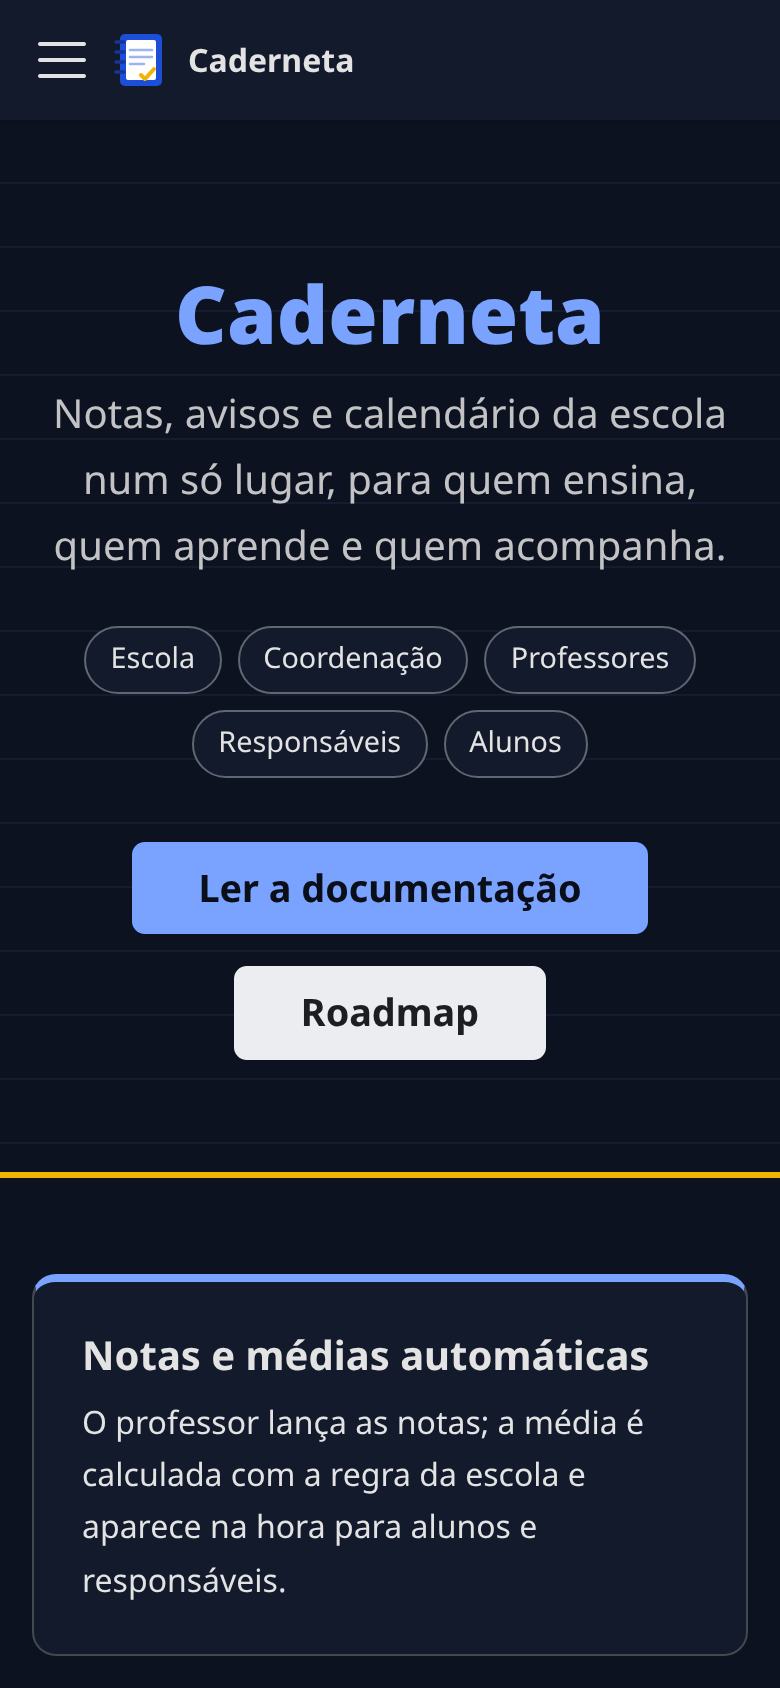 Caderneta
Caderneta
Notas, avisos e calendário da escola
num só lugar, para quem ensina,
quem aprende e quem acompanha.
Escola
Coordenação
Professores
Responsáveis
Alunos
Ler a documentação
Roadmap
Notas e médias automáticas
O professor lança as notas; a média é
calculada com a regra da escola e
aparece na hora para alunos e
responsáveis.